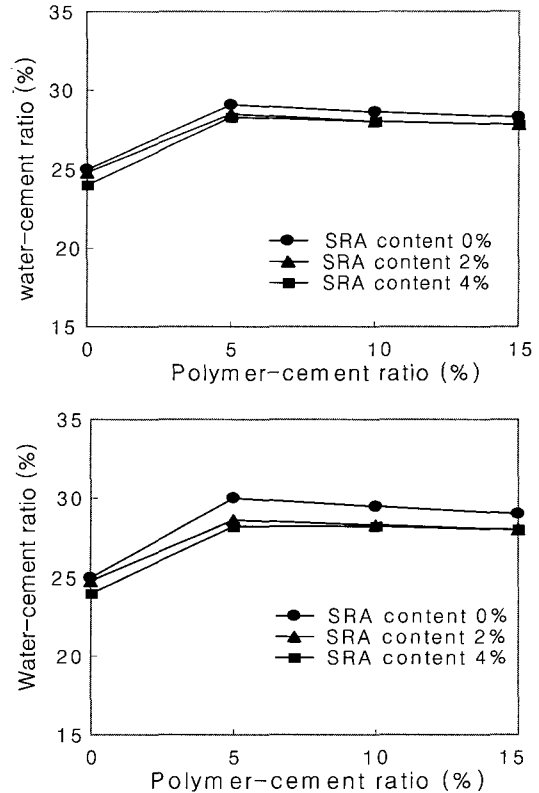 35
30
25
20
15
water-cement ratio (%)
SRA content 0%
SRA content 2%
SRA content 4%
0 5 10 15
Polymer-cement ratio (%)
35
30
25
20
15
Water-cement ratio (%)
SRA content 0%
SRA content 2%
SRA content 4%
0 5 10 15
Polymer-cement ratio (%)